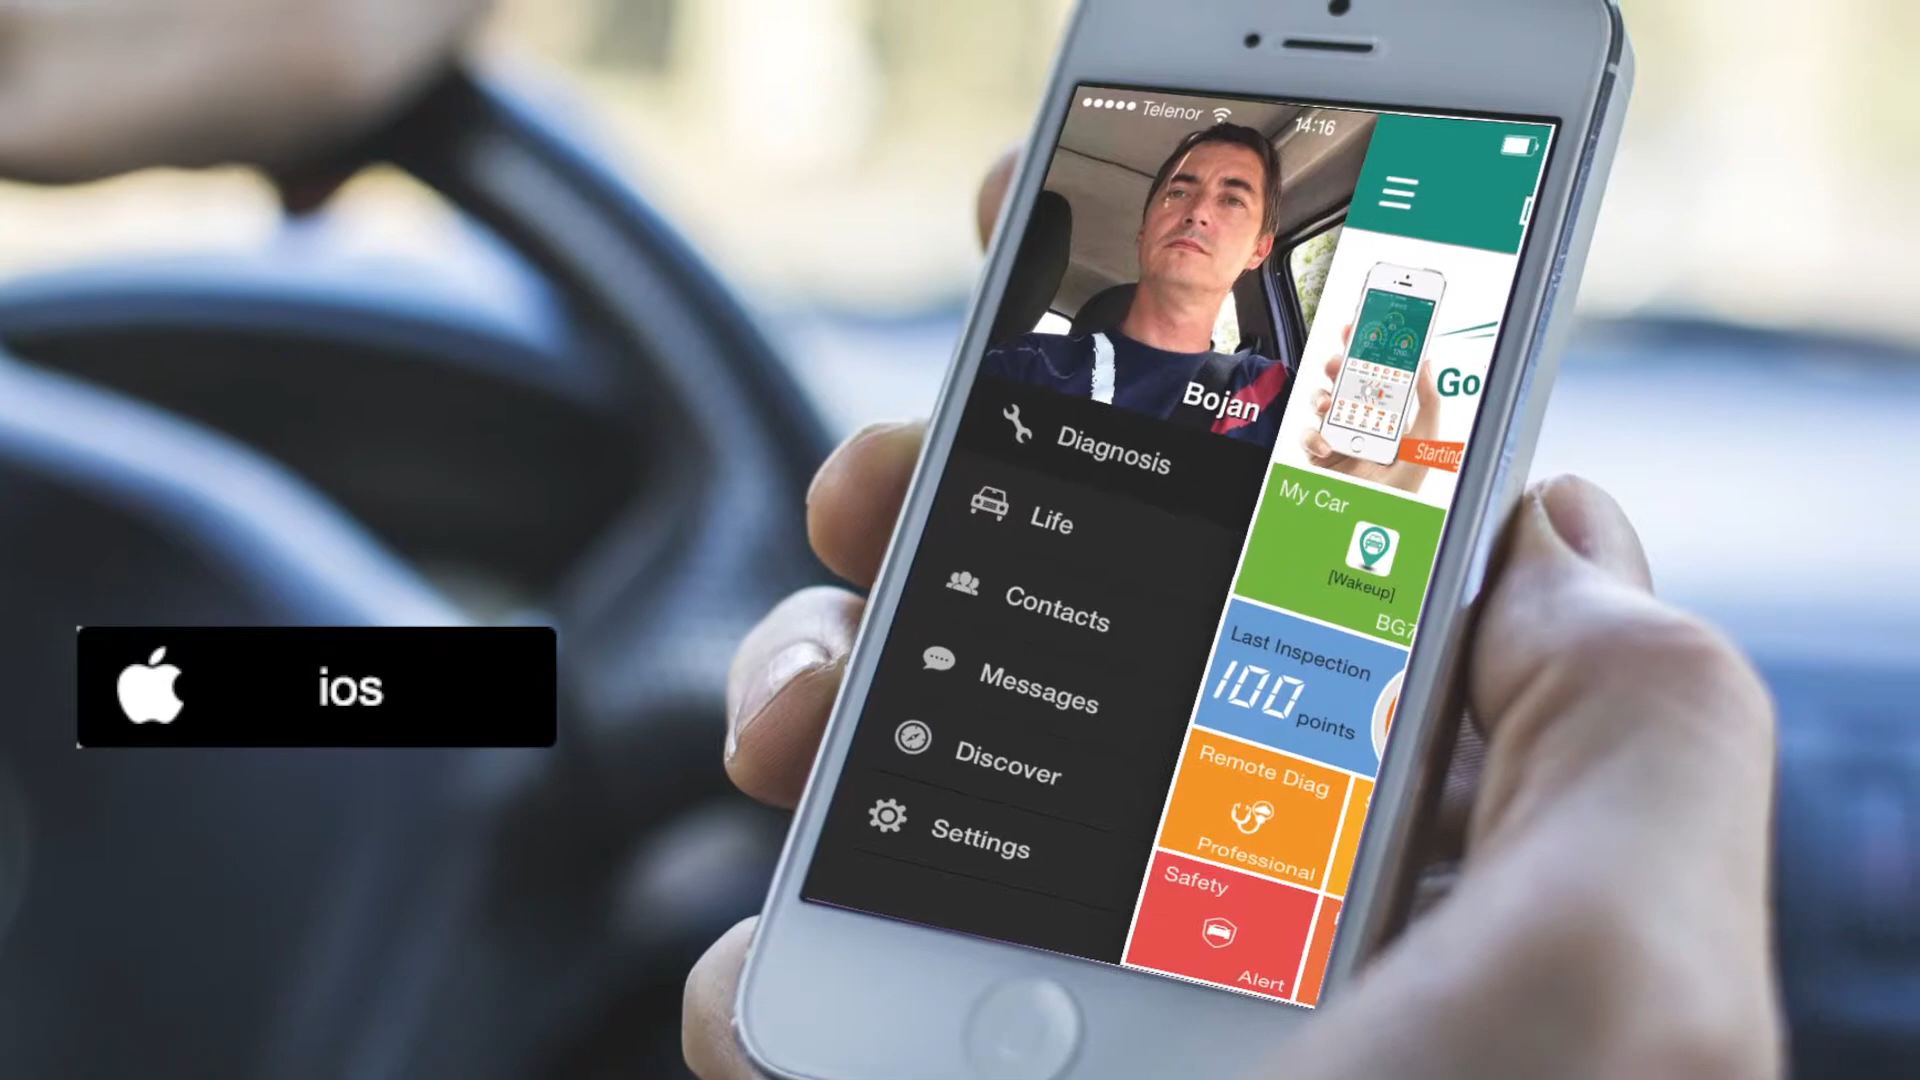 Telenor
14:16
Bojan
Diagnosis
Life
Contacts
Messages
Discover
Settings
Go
Starting
My Car
[Wakeup]
BG7
Last Inspection
100 points
Remote Diag
Professional
Safety
Alert
ios